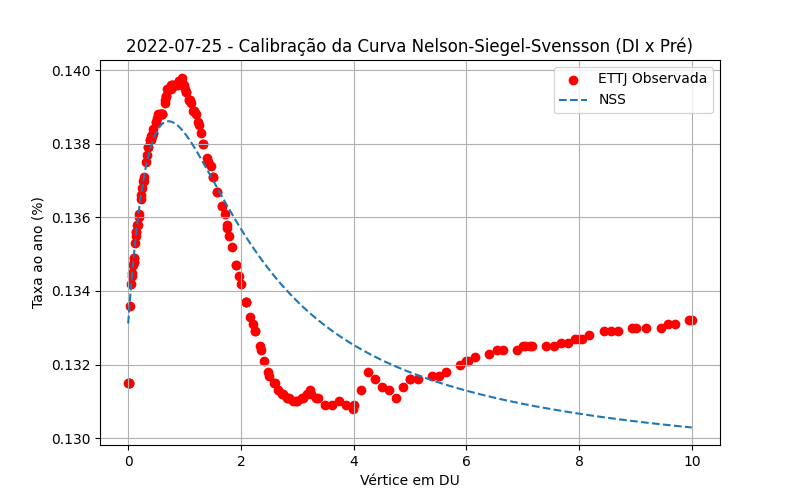 2022-07-25 - Calibração da Curva Nelson-Siegel-Svensson (DI x Pré)
ETTJ Observada
NSS
Taxa ao ano (%)
0.140
0.138
0.136
0.134
0.132
0.130
0 2 4 6 8 10
Vértice em DU